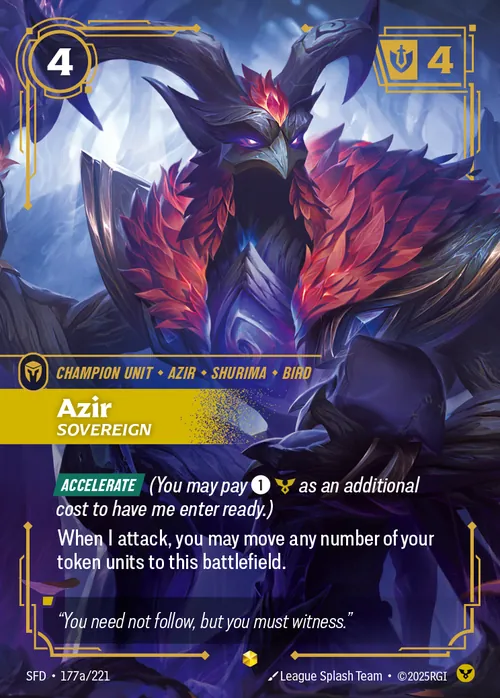 4
4
CHAMPION UNIT • AZIR • SHURIMA • BIRD
Azir
SOVEREIGN
ACCELERATE (You may pay 1 as an additional
cost to have me enter ready.)
When I attack, you may move any number of your
token units to this battlefield.
“You need not follow, but you must witness.”
SFD • 177a/221
League Splash Team • ©2025RGI